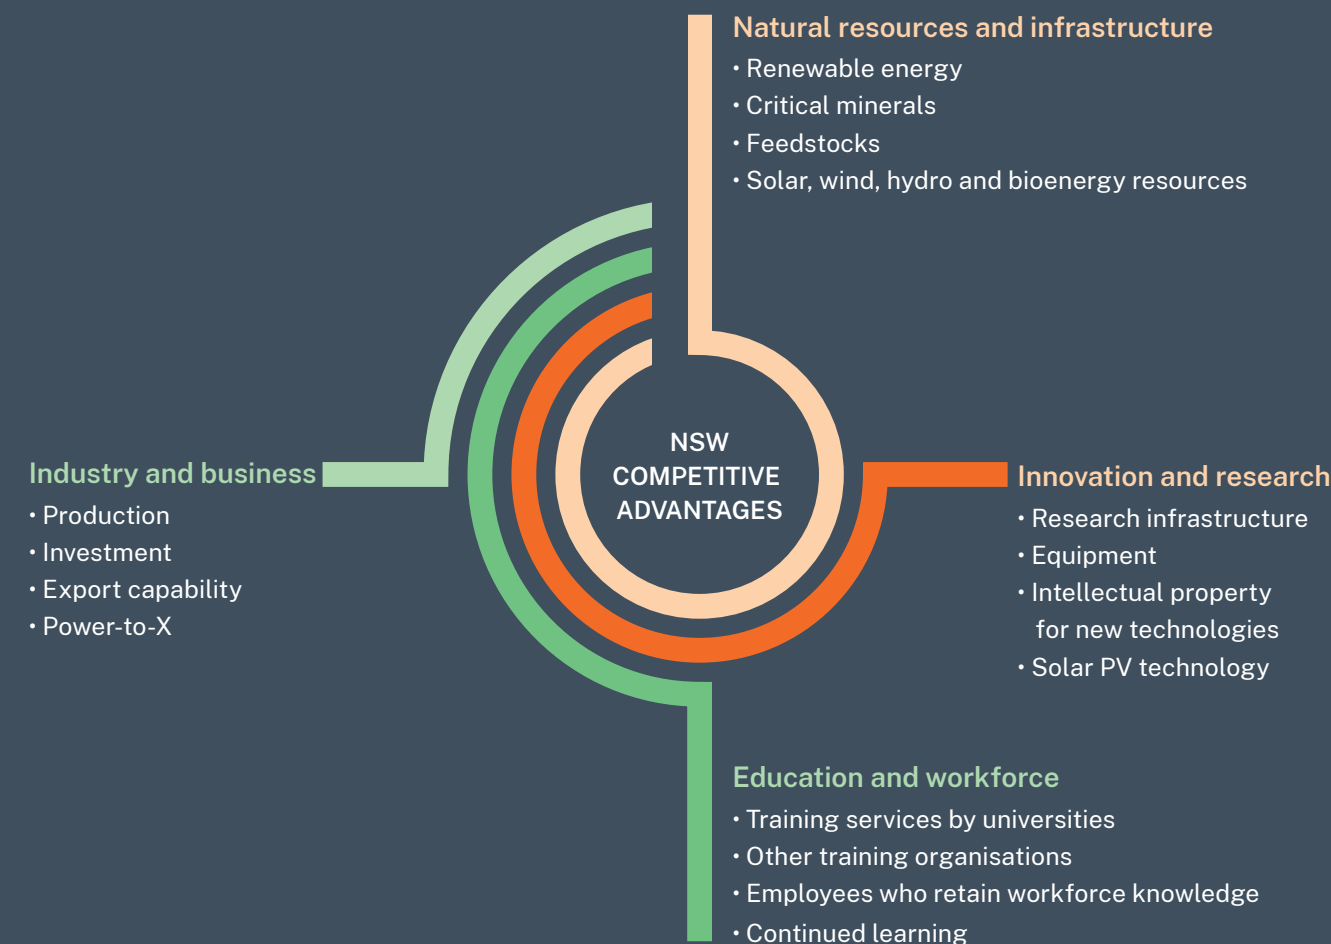 Natural resources and infrastructure
• Renewable energy
• Critical minerals
• Feedstocks
• Solar, wind, hydro and bioenergy resources
NSW
COMPETITIVE
ADVANTAGES
Industry and business
• Production
• Investment
• Export capability
• Power-to-X
Innovation and research
• Research infrastructure
• Equipment
• Intellectual property
for new technologies
• Solar PV technology
Education and workforce
• Training services by universities
• Other training organisations
• Employees who retain workforce knowledge
• Continued learning